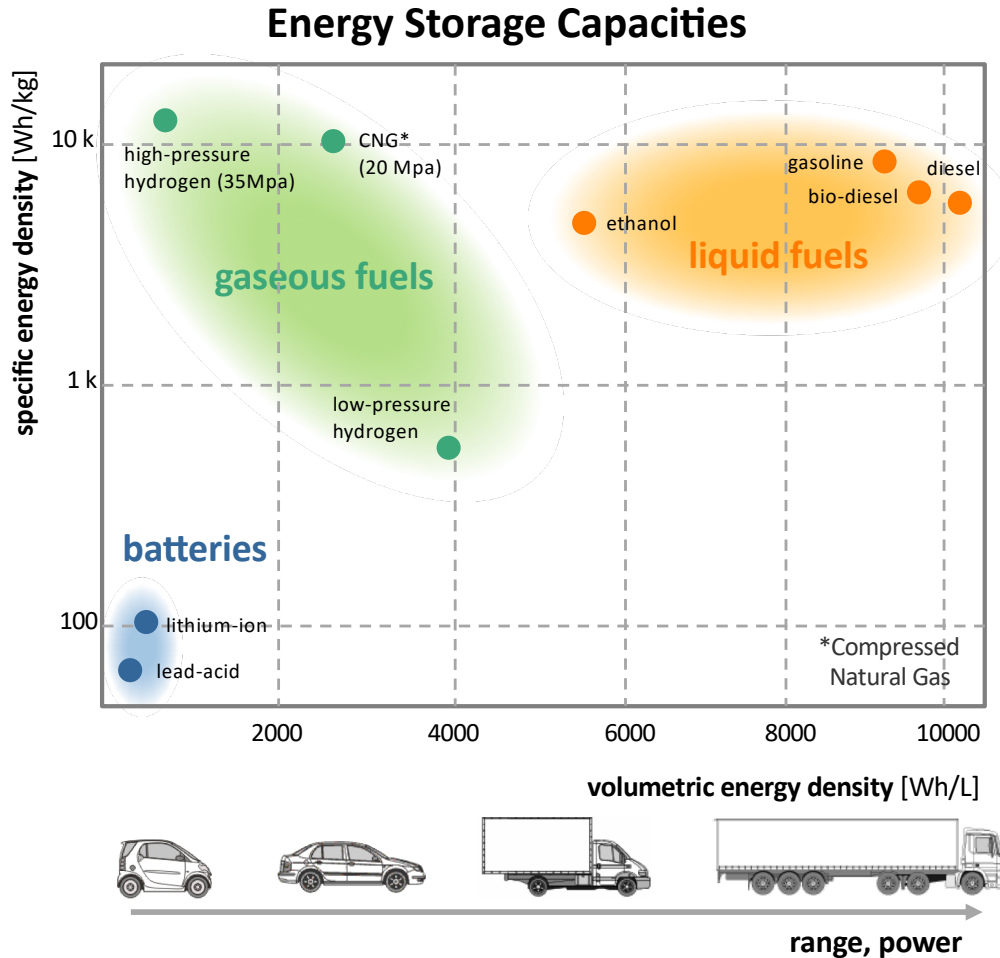 Energy Storage Capacities
specific energy density [Wh/kg]
10 k
1 k
100
high-pressure
hydrogen (35Mpa)
CNG*
(20 Mpa)
gaseous fuels
low-pressure
hydrogen
gasoline
diesel
bio-diesel
ethanol
liquid fuels
batteries
lithium-ion
lead-acid
*Compressed
Natural Gas
2000
4000
6000
8000
10000
volumetric energy density [Wh/L]
range, power